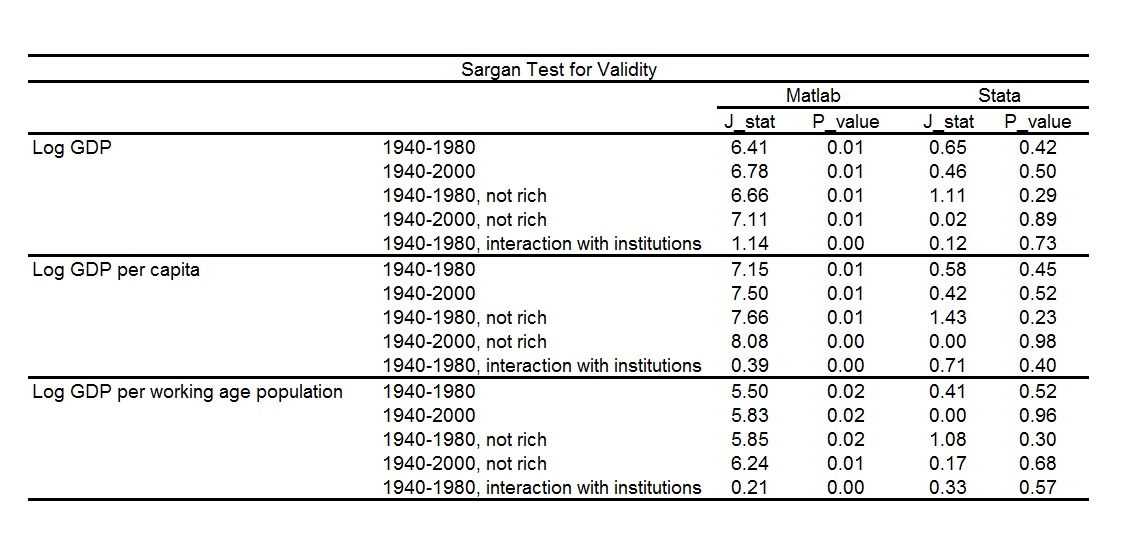 Sargan Test for Validity
Matlab Stata
J_stat P_value J_stat P_value
Log GDP 1940-1980 6.41 0.01 0.65 0.42
1940-2000 6.78 0.01 0.46 0.50
1940-1980, not rich 6.66 0.01 1.11 0.29
1940-2000, not rich 7.11 0.01 0.02 0.89
1940-1980, interaction with institutions 1.14 0.00 0.12 0.73
Log GDP per capita 1940-1980 7.15 0.01 0.58 0.45
1940-2000 7.50 0.01 0.42 0.52
1940-1980, not rich 7.66 0.01 1.43 0.23
1940-2000, not rich 8.08 0.00 0.00 0.98
1940-1980, interaction with institutions 0.39 0.00 0.71 0.40
Log GDP per working age population 1940-1980 5.50 0.02 0.41 0.52
1940-2000 5.83 0.02 0.00 0.96
1940-1980, not rich 5.85 0.02 1.08 0.30
1940-2000, not rich 6.24 0.01 0.17 0.68
1940-1980, interaction with institutions 0.21 0.00 0.33 0.57